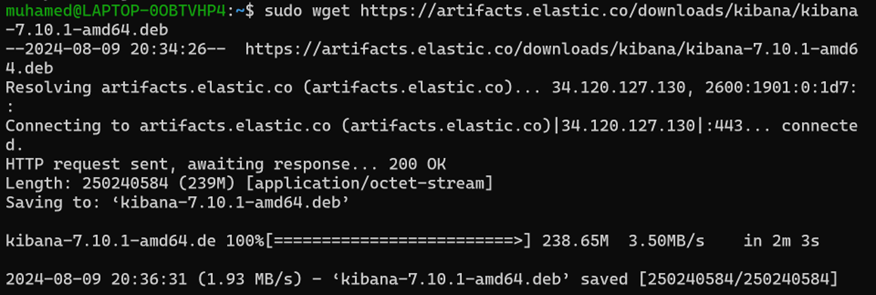 muhamed@LAPTOP-0OBTVHP4:~$ sudo wget https://artifacts.elastic.co/downloads/kibana/kibana
-7.10.1-amd64.deb
--2024-08-09 20:34:26--  https://artifacts.elastic.co/downloads/kibana/kibana-7.10.1-amd6
4.deb
Resolving artifacts.elastic.co (artifacts.elastic.co)... 34.120.127.130, 2600:1901:0:1d7:
:
Connecting to artifacts.elastic.co (artifacts.elastic.co)|34.120.127.130|:443... connecte
d.
HTTP request sent, awaiting response... 200 OK
Length: 250240584 (239M) [application/octet-stream]
Saving to: ‘kibana-7.10.1-amd64.deb’

kibana-7.10.1-amd64.de 100%[=========================>] 238.65M  3.50MB/s    in 2m 3s

2024-08-09 20:36:31 (1.93 MB/s) - ‘kibana-7.10.1-amd64.deb’ saved [250240584/250240584]